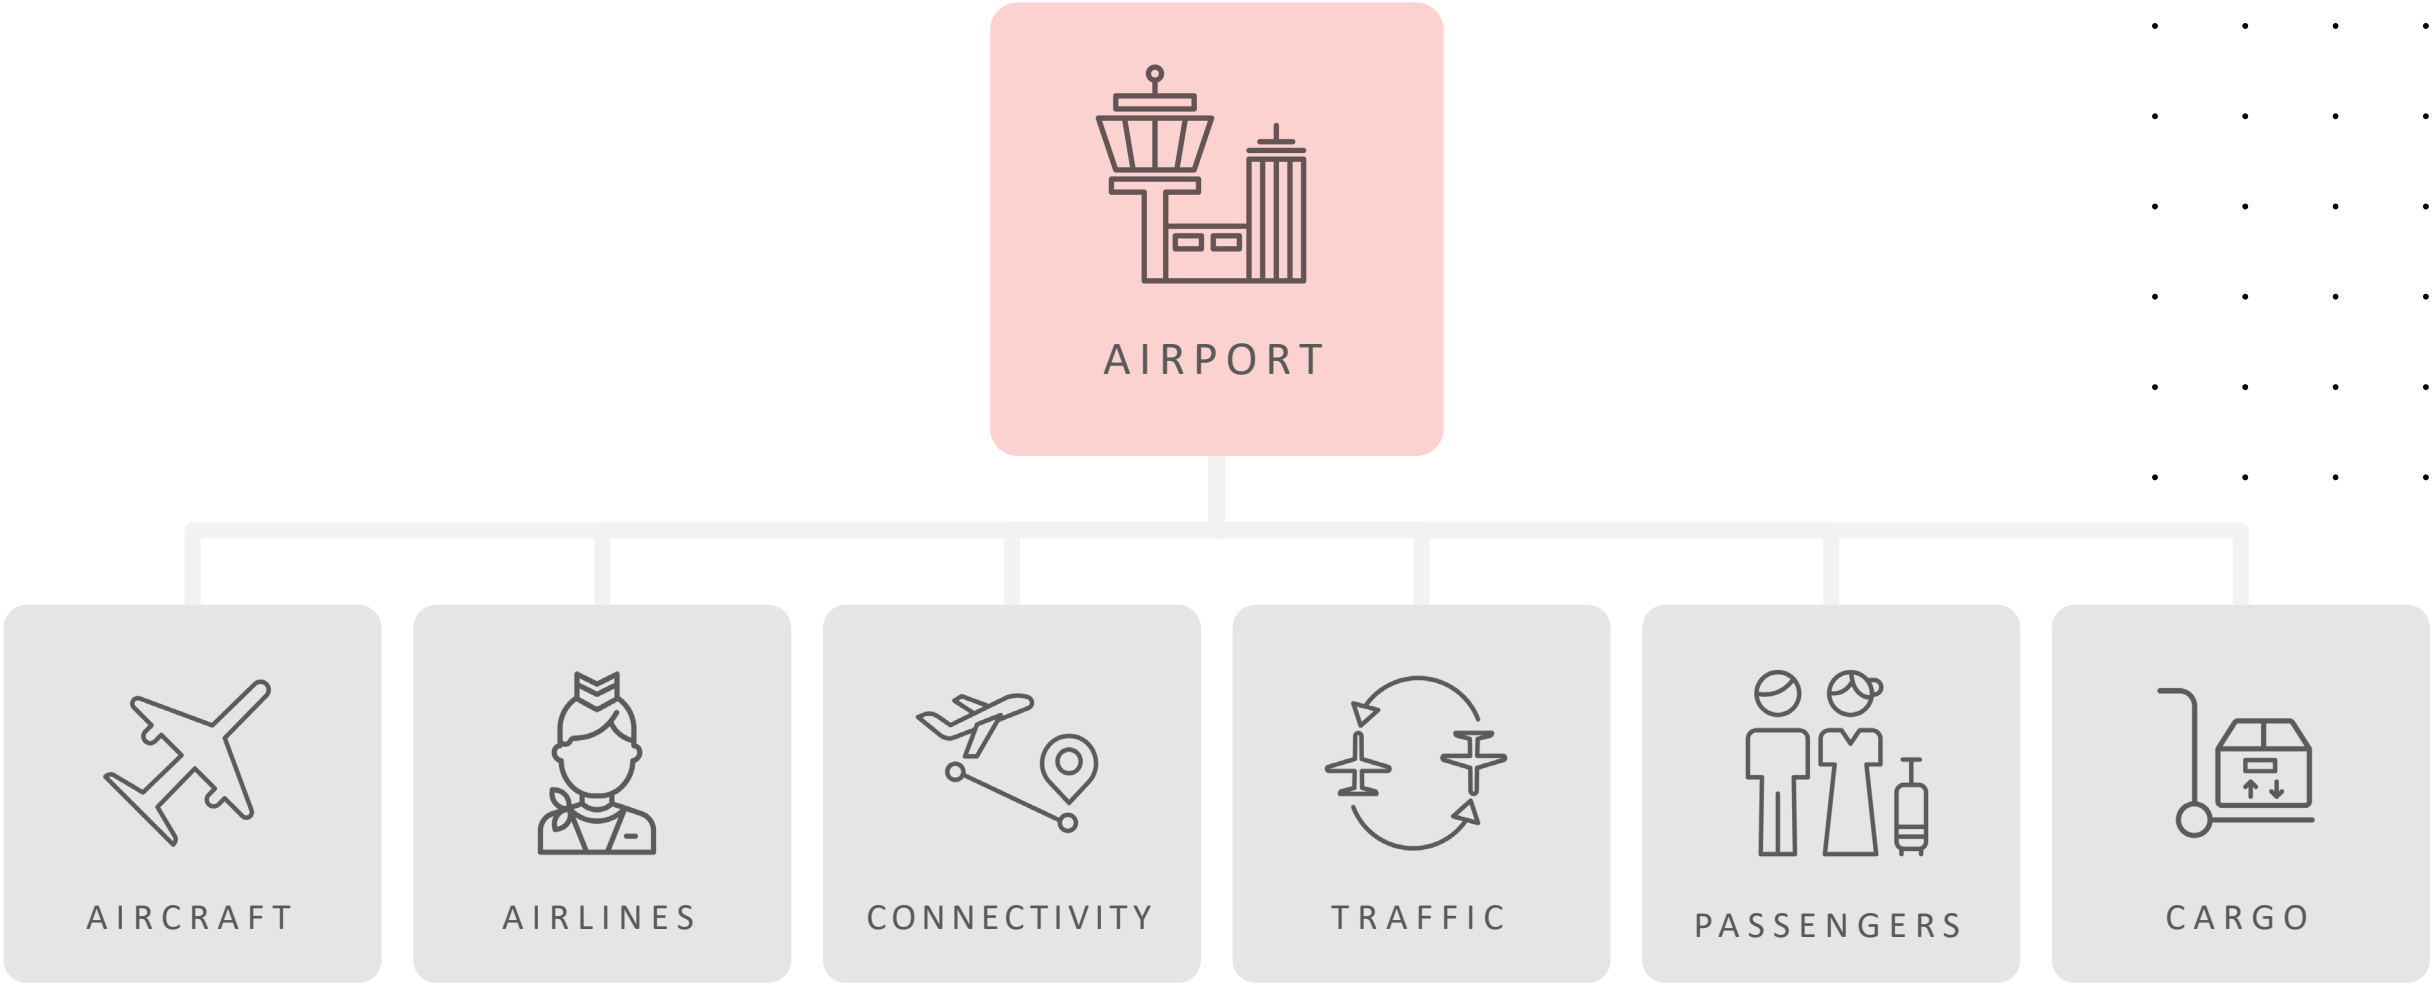 AIRPORT
AIRCRAFT
AIRLINES
CONNECTIVITY
TRAFFIC
PASSENGERS
CARGO